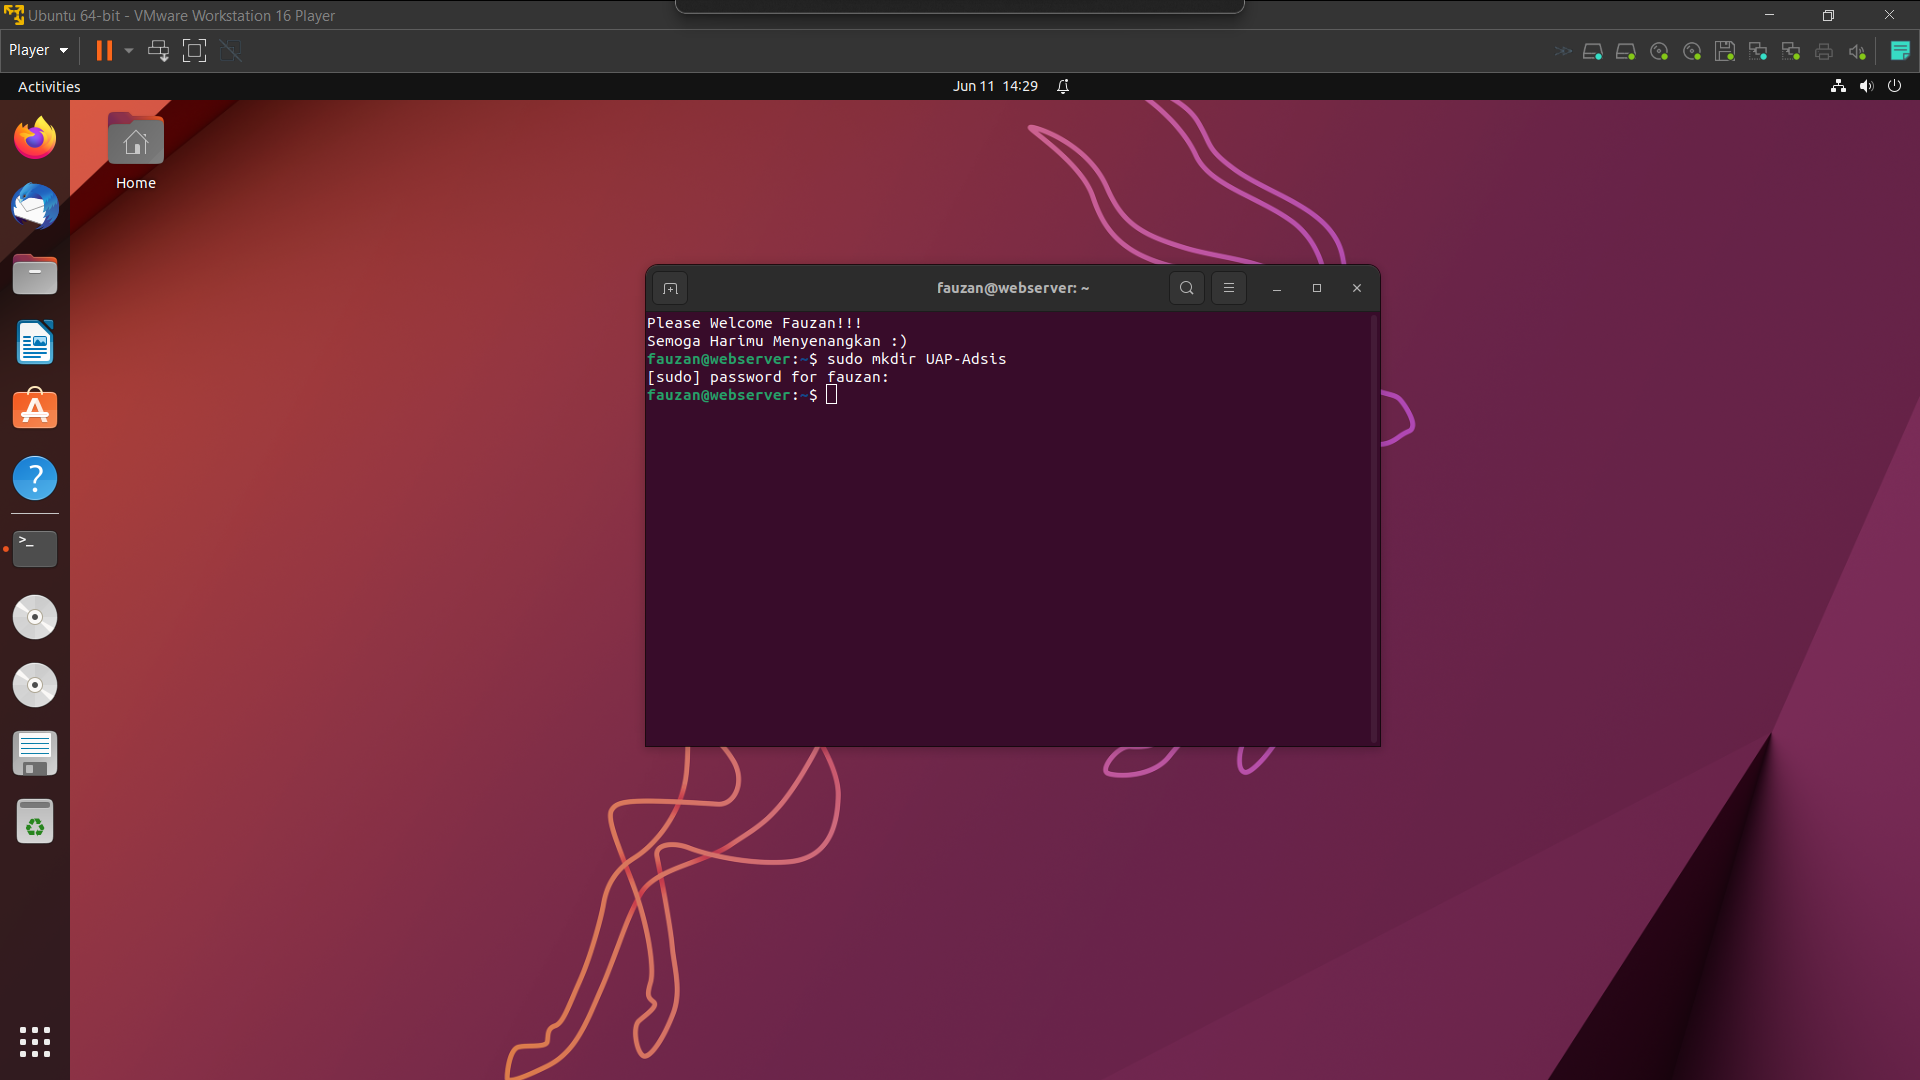 Ubuntu 64-bit - VMware Workstation 16 Player
Player
Activities
Jun 11 14:29
Home
fauzan@webserver: ~
Please Welcome Fauzan!!!
Semoga Harimu Menyenangkan :)
fauzan@webserver:~$ sudo mkdir UAP-Adsis
[sudo] password for fauzan:
fauzan@webserver:~$